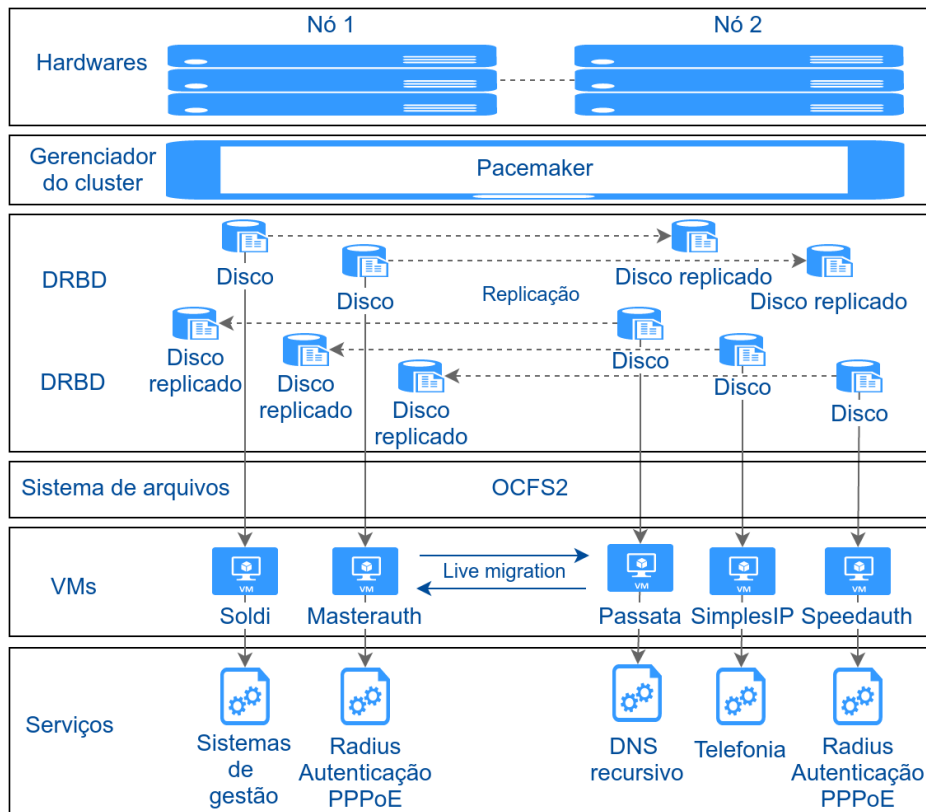 Nó 1
Nó 2
Hardwares
Gerenciador
do cluster
Pacemaker
DRBD
Disco
Disco
Disco replicado
Disco replicado
Replicação
DRBD
Disco
replicado
Disco
replicado
Disco
replicado
Disco
Disco
Disco
Sistema de arquivos
OCFS2
VMs
VM
VM
VM
VM
VM
Live migration
Soldi
Masterauth
Passata
SimplesIP
Speedauth
Serviços
Sistemas
de
gestão
Radius
Autenticação
PPPoE
DNS
recursivo
Telefonia
Radius
Autenticação
PPPoE